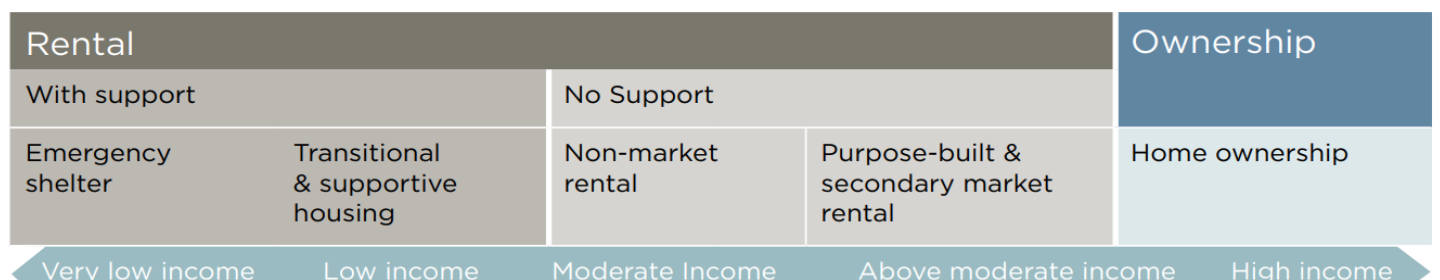 Rental
Ownership
With support
No Support
Emergency
shelter
Transitional
& supportive
housing
Non-market
rental
Purpose-built &
secondary market
rental
Home ownership
Very low income
Low income
Moderate Income
Above moderate income
High income